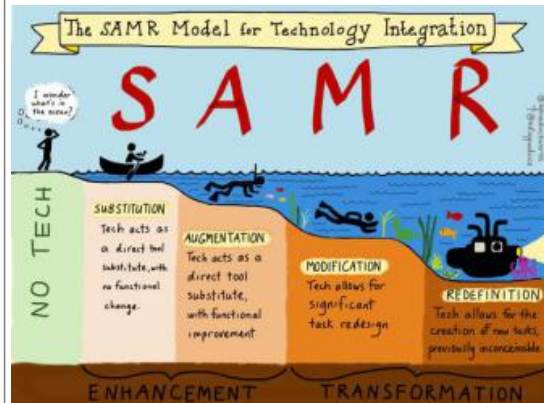 The SAMR Model for Technology Integration
S A M R
I wonder
what's in
the ocean?
NO TECH
SUBSTITUTION
Tech acts as
a direct tool
substitute, with
no functional
change.
AUGMENTATION
Tech acts as a
direct tool
substitute,
with functional
improvement
MODIFICATION
Tech allows for
significant
task redesign
REDEFINITION
Tech allows for the
creation of new tasks,
previously inconceivable
ENHANCEMENT
TRANSFORMATION